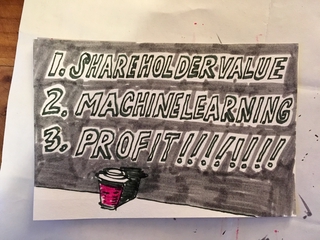 1. SHAREHOLDERVALUE
2. MACHINELEARNING
3. PROFIT!!!/!/!!!!